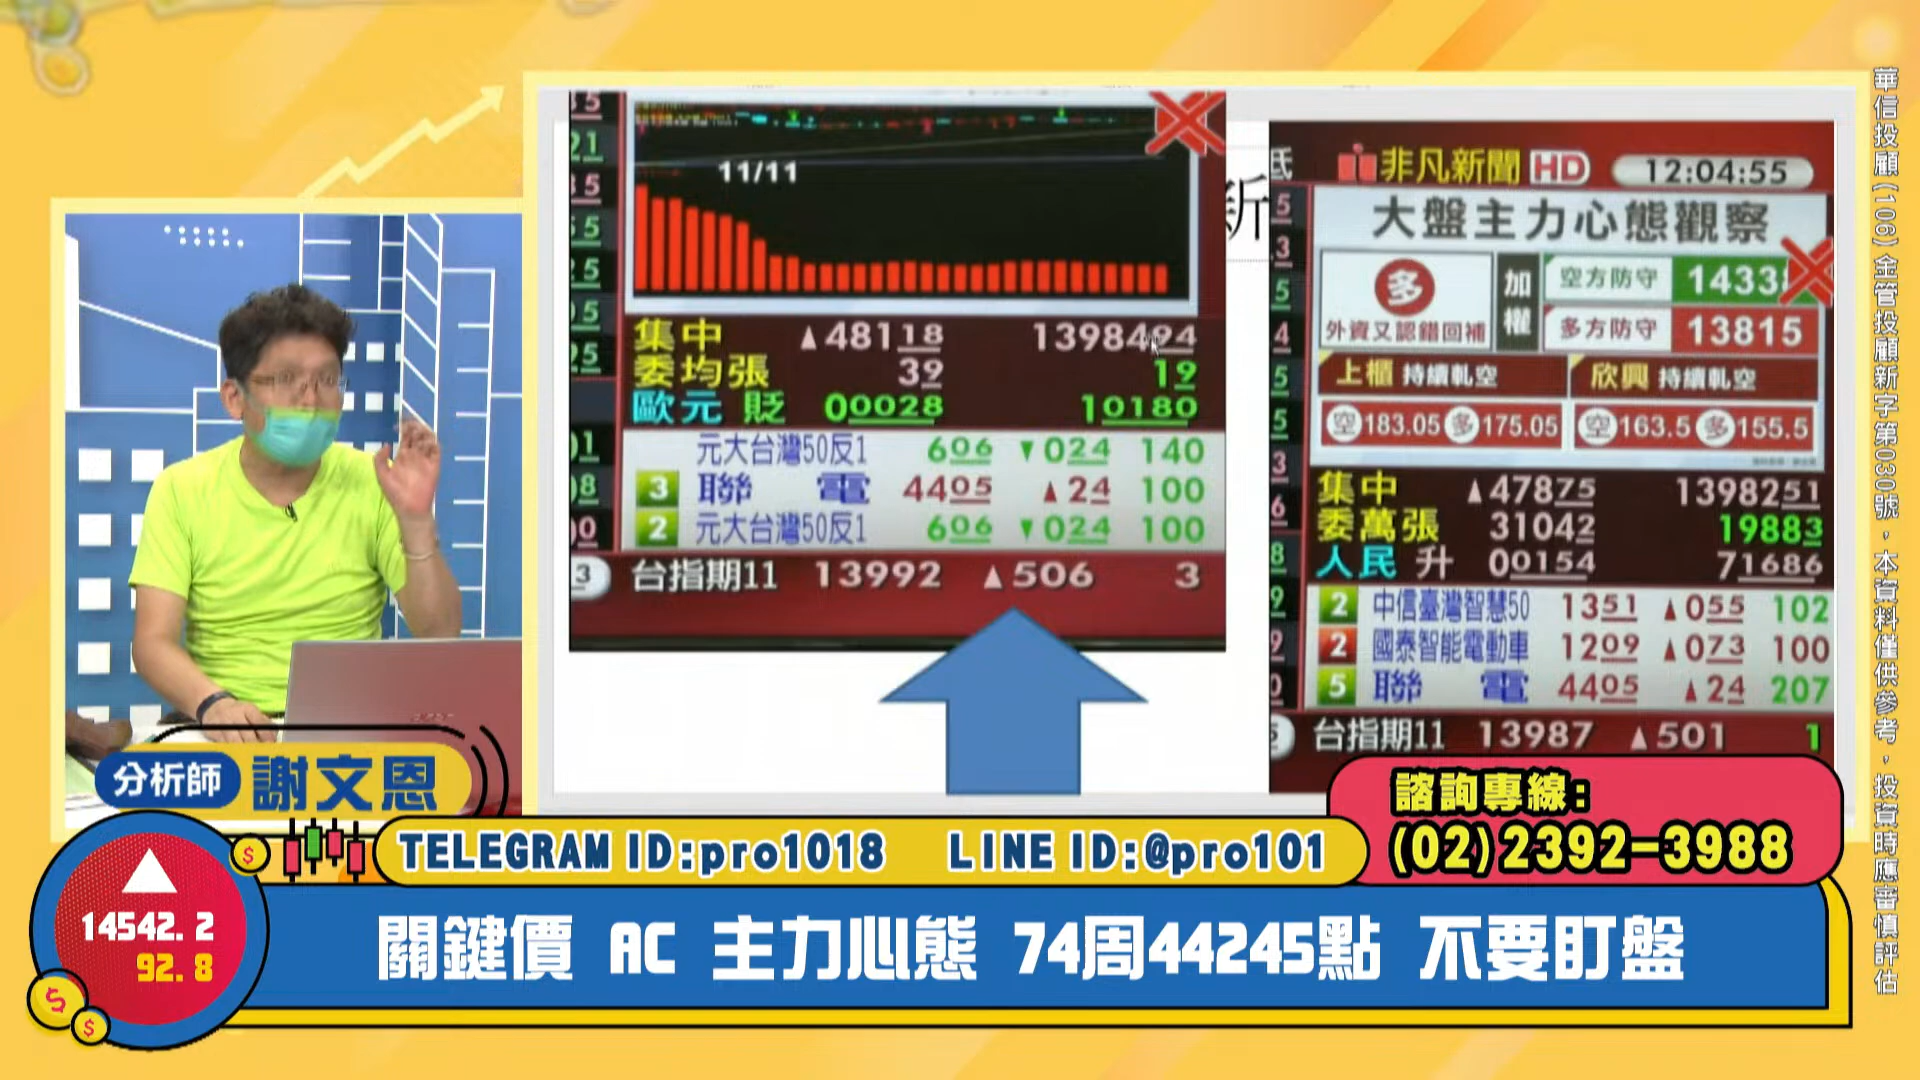 11/11
集中 ▲48118 1398494
委均張 39 19
歐元 貶 00028 10180
元大台灣50反1 606 ▼024 140
3 聯電 4405 ▲24 100
2 元大台灣50反1 606 ▼024 100
3 台指期11 13992 ▲506 3
新
非凡新聞 HD 12:04:55
大盤主力心態觀察
多 加權 空方防守
外資又認錯回補 多方防守 13815
上櫃 持續軋空 欣興 持續軋空
空183.05 多175.05 空163.5 多155.5
集中 ▲47875 1398251
委萬張 31042 19883
人民 升 00154 71686
2 中信臺灣智慧50 1351 ▲055 102
2 國泰智能電動車 1209 ▲073 100
5 聯電 4405 ▲24 207
台指期11 13987 ▲501 1
華信投顧(106)金管投顧新字第030號，本資料僅供參考，投資時應審慎評估
分析師 謝文恩
諮詢專線:
(02)2392-3988
TELEGRAM ID:pro1018 LINE ID:@pro101
14542.2
92.8
關鍵價 AC 主力心態 74周44245點 不要盯盤